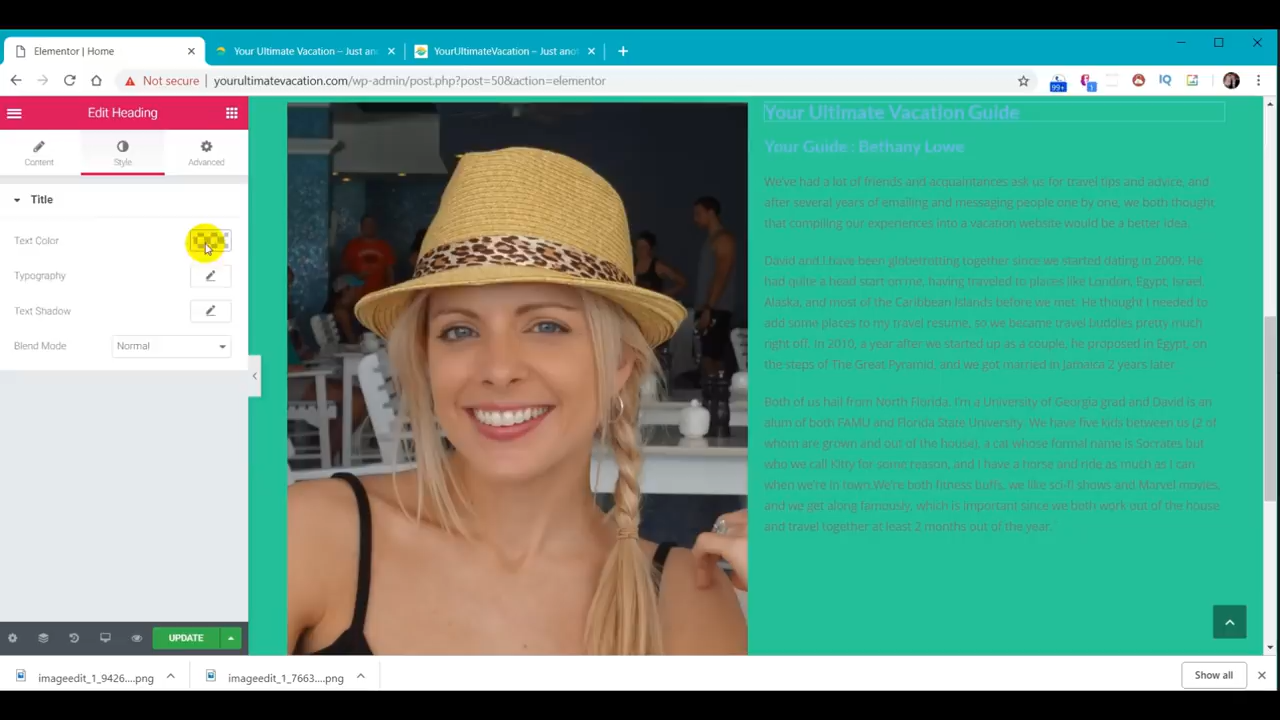 Elementor | Home
Your Ultimate Vacation – Just an
YourUltimateVacation – Just anot
Not secure
yourultimatevacation.com/wp-admin/post.php?post=50&action=elementor
99+
1
IQ
Edit Heading
Content
Style
Advanced
Title
Text Color
Typography
Text Shadow
Blend Mode
Normal
UPDATE
Your Ultimate Vacation Guide
Your Guide : Bethany Lowe
We've had a lot of friends and acquaintances ask us for travel tips and advice, and
after several years of emailing and messaging people one by one, we both thought
that compiling our experiences into a vacation website would be a better idea.
David and I have been globetrotting together since we started dating in 2009. He
had quite a head start on me, having traveled to places like London, Egypt, Israel,
Alaska, and most of the Caribbean Islands before we met. He thought I needed to
add some places to my travel resume, so we became travel buddies pretty much
right off. In 2010, a year after we started up as a couple, he proposed in Egypt, on
the steps of The Great Pyramid, and we got married in Jamaica 2 years later.
Both of us hail from North Florida. I'm a University of Georgia grad and David is an
alum of both FAMU and Florida State University. We have five kids between us (2 of
whom are grown and out of the house), a cat whose formal name is Socrates but
who we call Kitty for some reason, and I have a horse and ride as much as I can
when we're in town.We're both fitness buffs, we like sci-fi shows and Marvel movies,
and we get along famously, which is important since we both work out of the house
and travel together at least 2 months out of the year.
imageedit_1_9426....png
imageedit_1_7663....png
Show all